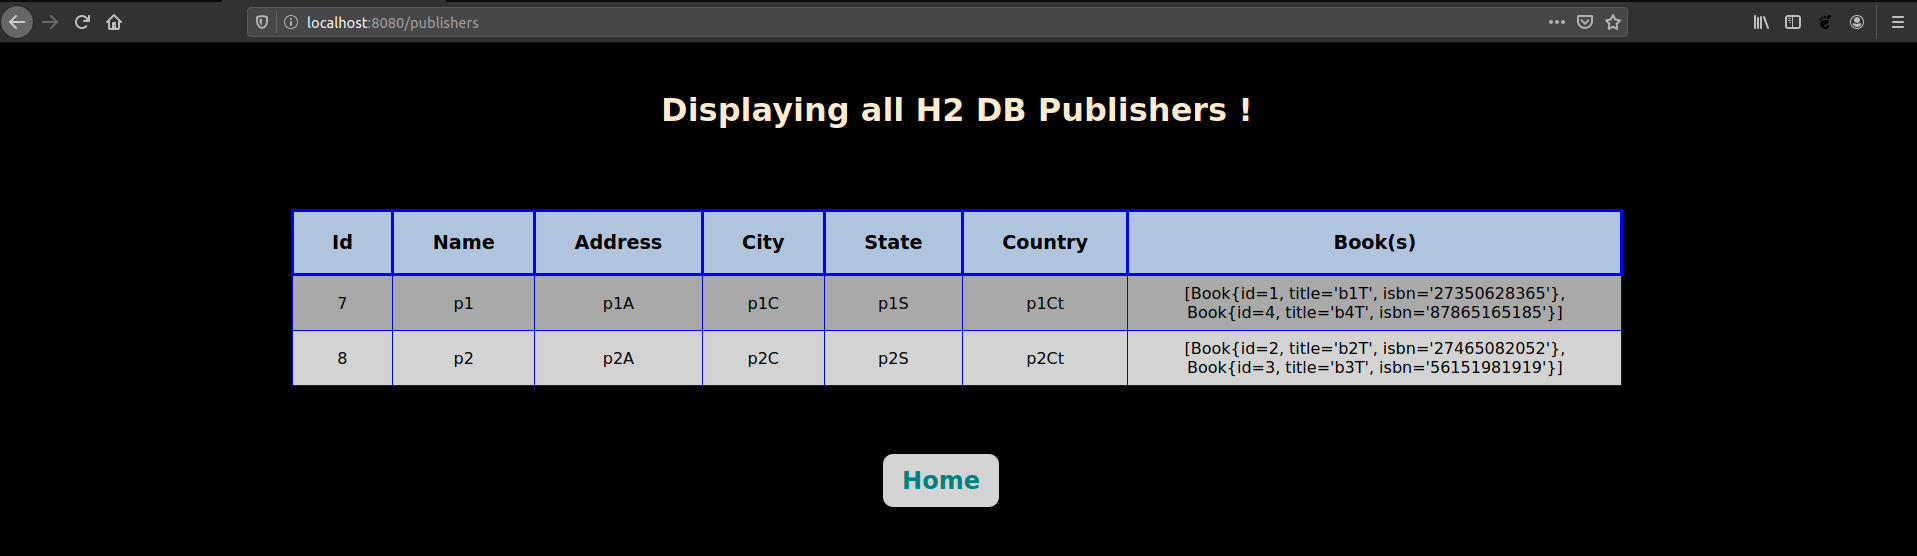 localhost:8080/publishers
Displaying all H2 DB Publishers !
Id Name Address City State Country Book(s)
7 p1 p1A p1C p1S p1Ct [Book{id=1, title='b1T', isbn='27350628365'},
Book{id=4, title='b4T', isbn='87865165185'}]
8 p2 p2A p2C p2S p2Ct [Book{id=2, title='b2T', isbn='27465082052'},
Book{id=3, title='b3T', isbn='56151981919'}]
Home